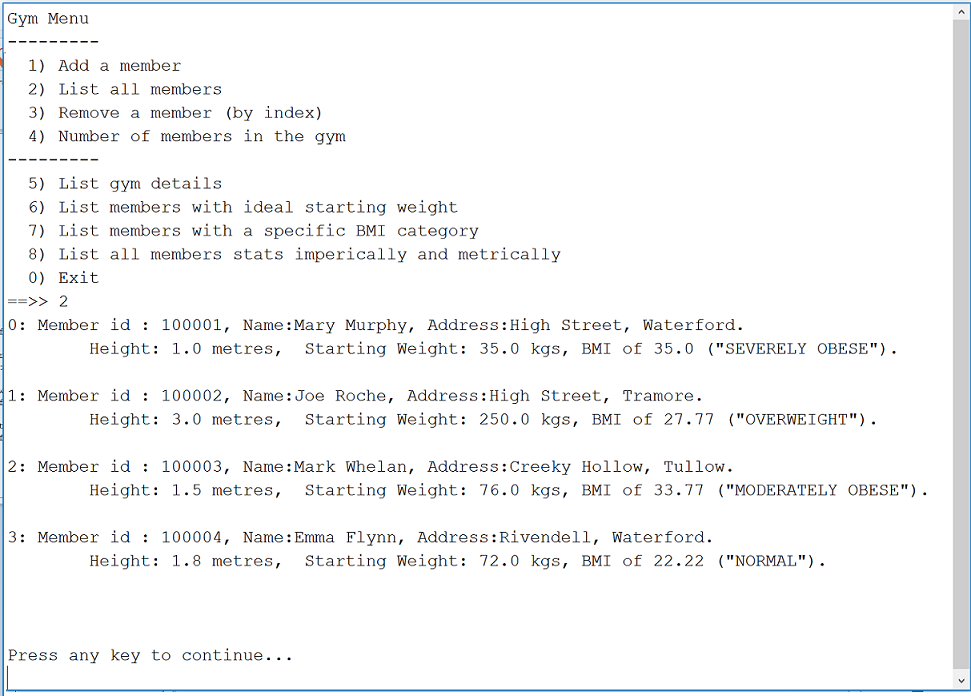 Gym Menu
---------
  1) Add a member
  2) List all members
  3) Remove a member (by index)
  4) Number of members in the gym
---------
  5) List gym details
  6) List members with ideal starting weight
  7) List members with a specific BMI category
  8) List all members stats imperically and metrically
  0) Exit
==>> 2
0: Member id : 100001, Name:Mary Murphy, Address:High Street, Waterford.
        Height: 1.0 metres,  Starting Weight: 35.0 kgs, BMI of 35.0 ("SEVERELY OBESE").
1: Member id : 100002, Name:Joe Roche, Address:High Street, Tramore.
        Height: 3.0 metres,  Starting Weight: 250.0 kgs, BMI of 27.77 ("OVERWEIGHT").
2: Member id : 100003, Name:Mark Whelan, Address:Creeky Hollow, Tullow.
        Height: 1.5 metres,  Starting Weight: 76.0 kgs, BMI of 33.77 ("MODERATELY OBESE").
3: Member id : 100004, Name:Emma Flynn, Address:Rivendell, Waterford.
        Height: 1.8 metres,  Starting Weight: 72.0 kgs, BMI of 22.22 ("NORMAL").
Press any key to continue...